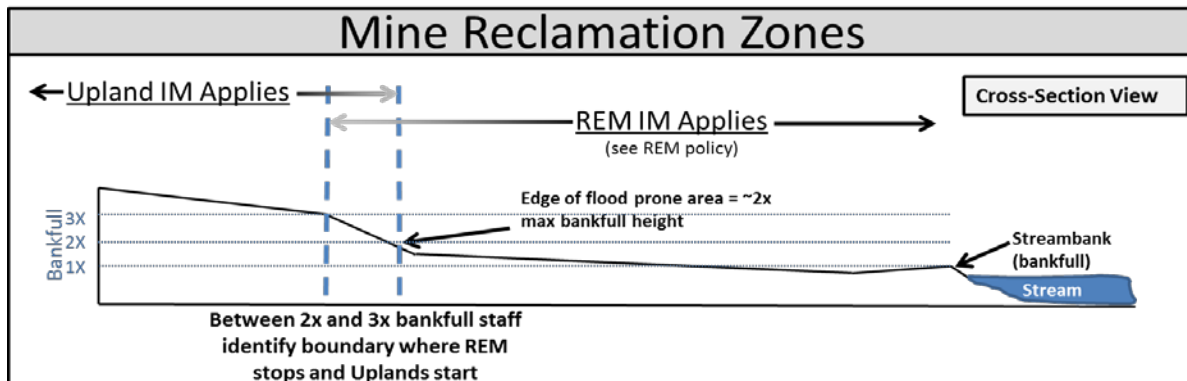 Mine Reclamation Zones
Upland IM Applies
Cross-Section View
REM IM Applies
(see REM policy)
Edge of flood prone area = ~2x
max bankfull height
Bankfull
3X
2X
1X
Streambank
(bankfull)
Stream
Between 2x and 3x bankfull staff
identify boundary where REM
stops and Uplands start